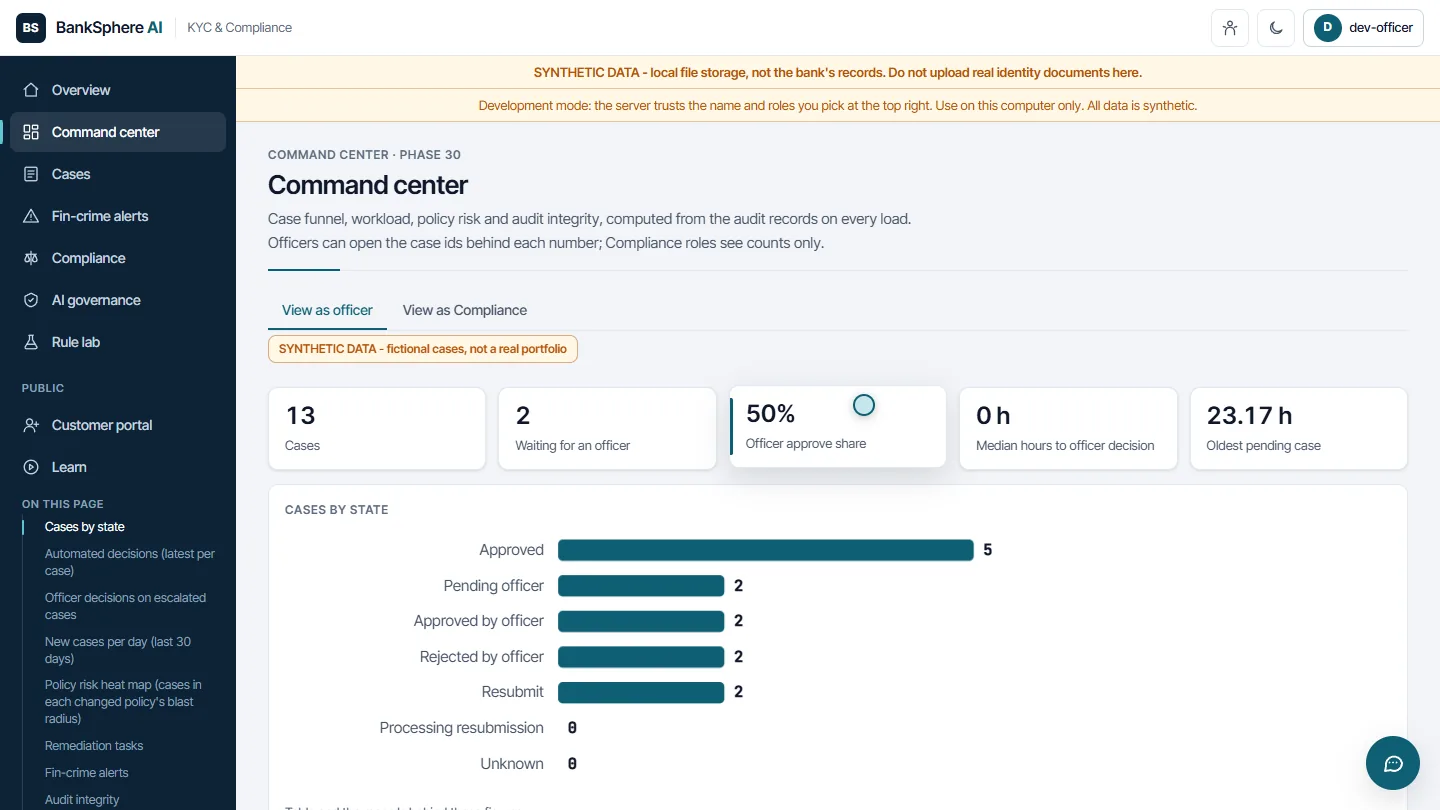 BS BankSphere AI KYC & Compliance D dev-officer
SYNTHETIC DATA - local file storage, not the bank's records. Do not upload real identity documents here.
Development mode: the server trusts the name and roles you pick at the top right. Use on this computer only. All data is synthetic.
Overview
Command center
Cases
Fin-crime alerts
Compliance
AI governance
Rule lab
PUBLIC
Customer portal
Learn
ON THIS PAGE
Cases by state
Automated decisions (latest per
case)
Officer decisions on escalated
cases
New cases per day (last 30
days)
Policy risk heat map (cases in
each changed policy's blast
radius)
Remediation tasks
Fin-crime alerts
Audit integrity
COMMAND CENTER · PHASE 30
Command center
Case funnel, workload, policy risk and audit integrity, computed from the audit records on every load.
Officers can open the case ids behind each number; Compliance roles see counts only.
View as officer View as Compliance
SYNTHETIC DATA - fictional cases, not a real portfolio
13
Cases
2
Waiting for an officer
50%
Officer approve share
0 h
Median hours to officer decision
23.17 h
Oldest pending case
CASES BY STATE
Approved 5
Pending officer 2
Approved by officer 2
Rejected by officer 2
Resubmit 2
Processing resubmission 0
Unknown 0